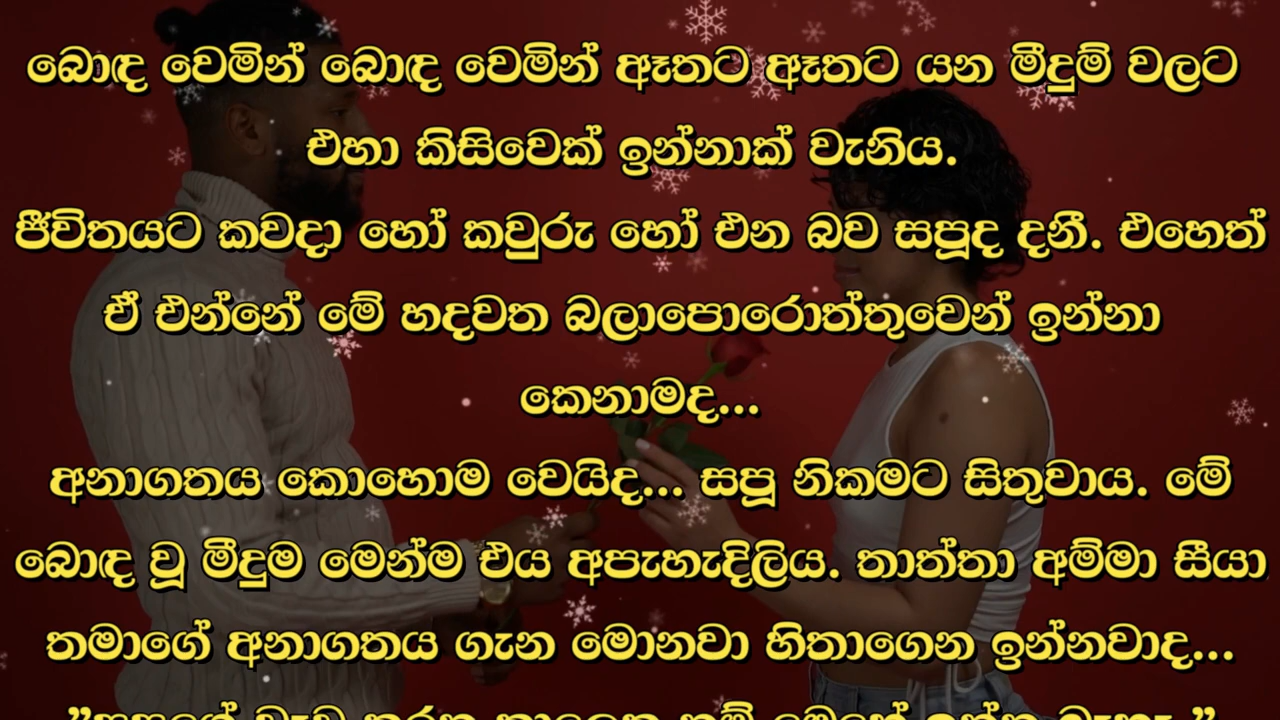 බොඳ වෙමින් බොඳ වෙමින් ඈතට ඈතට යන මීදුම් වලට
එහා කිසිවෙක් ඉන්නාක් වැනිය.
ජීවිතයට කවදා හෝ කවුරු හෝ එන බව සපූද දනී. එහෙත්
ඒ එන්නේ මේ හදවත බලාපොරොත්තුවෙන් ඉන්නා
කෙනාමද...
අනාගතය කොහොම වෙයිද... සපූ නිකමට සිතුවාය. මේ
බොඳ වූ මීදුම මෙන්ම එය අපැහැදිලිය. තාත්තා අම්මා සීයා
තමාගේ අනාගතය ගැන මොනවා හිතාගෙන ඉන්නවාද...